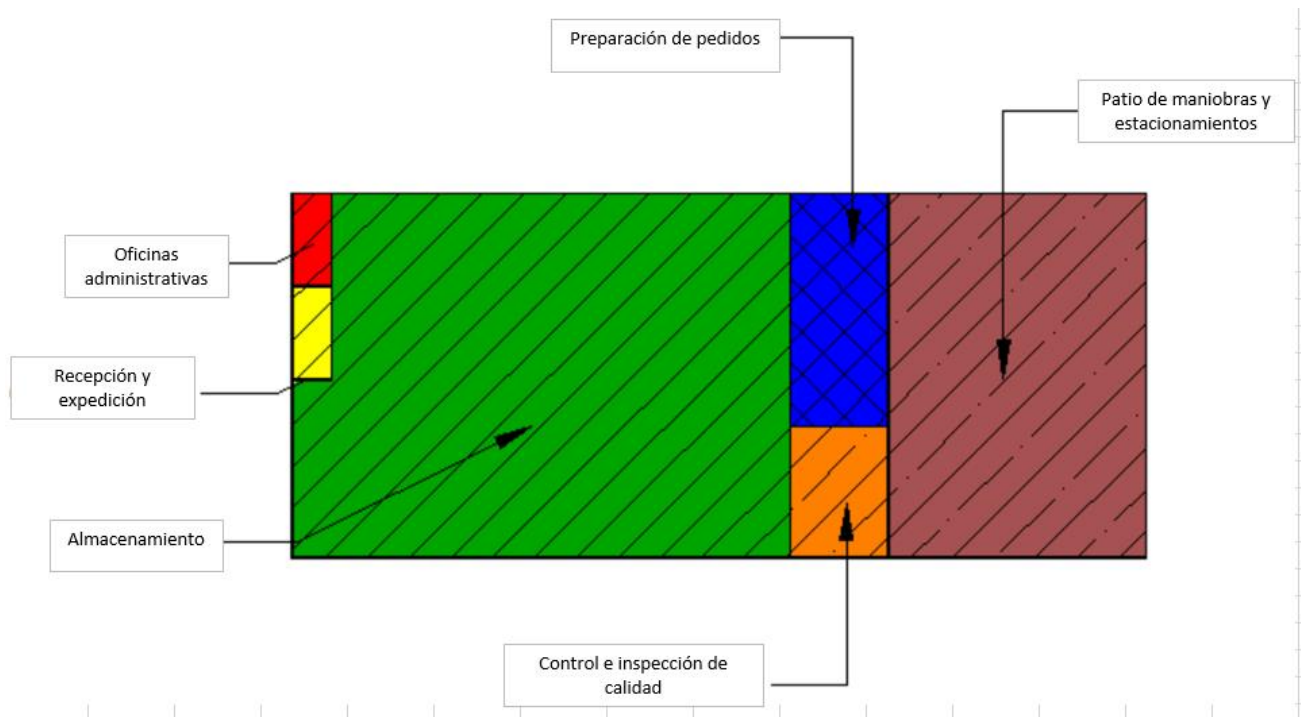 Preparación de pedidos
Patio de maniobras y
estacionamientos
Oficinas
administrativas
Recepción y
expedición
Almacenamiento
Control e inspección de
calidad